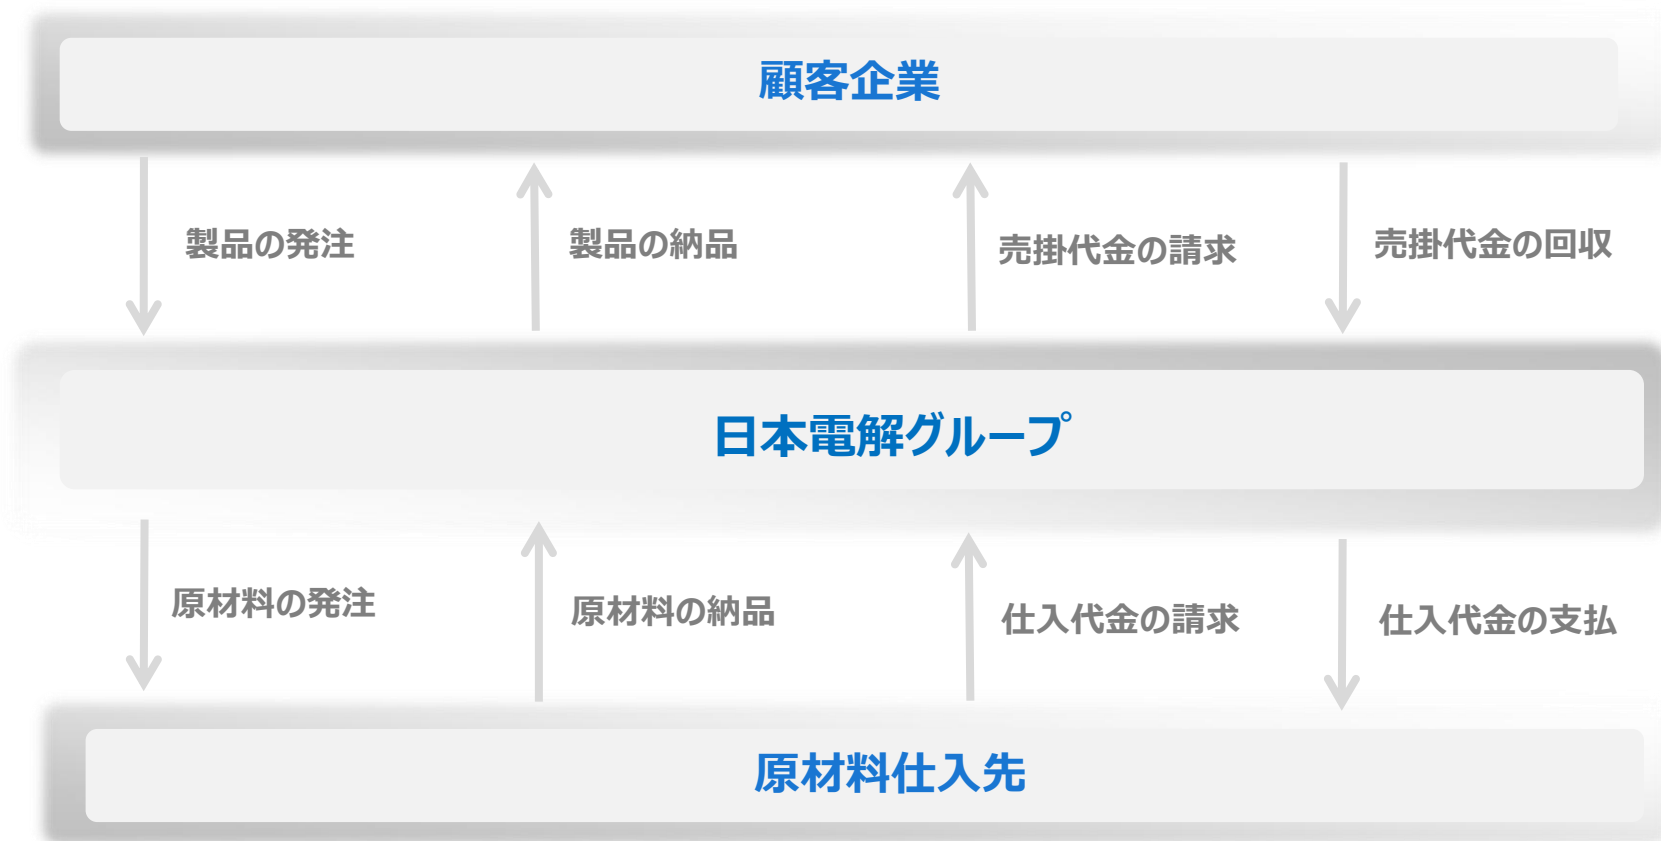 顧客企業
製品の発注
製品の納品
売掛代金の請求
売掛代金の回収
日本電解グループ
原材料の発注
原材料の納品
仕入代金の請求
仕入代金の支払
原材料仕入先